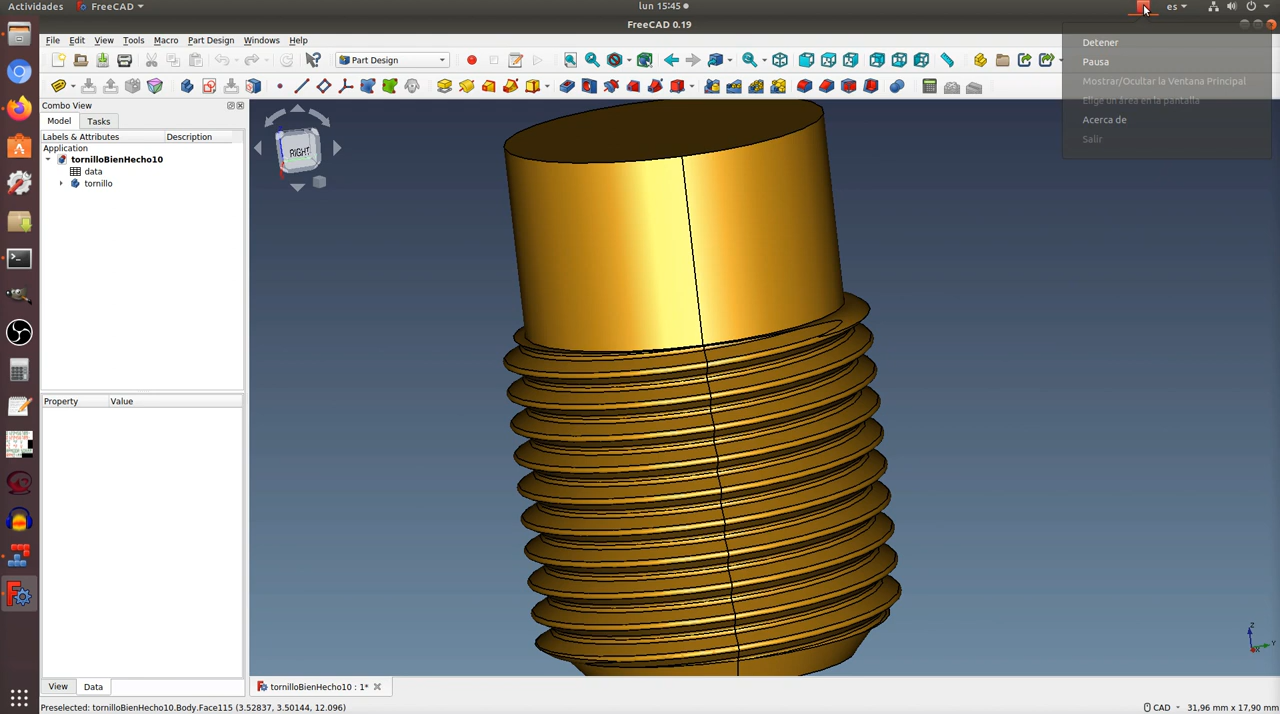 Actividades FreeCAD lun 15:45 es
FreeCAD 0.19
Detener
Pausa
Mostrar/Ocultar la Ventana Principal
Elige un área en la pantalla
Acerca de
Salir
File Edit View Tools Macro Part Design Windows Help
Part Design
Combo View
Model Tasks
Labels & Attributes Description
Application
tornilloBienHecho10
data
tornillo
RIGHT
Property Value
View Data
Z
Y
X
tornilloBienHecho10 : 1*
Preselected: tornilloBienHecho10.Body.Face115 (3.52837, 3.50144, 12.096) CAD 31,96 mm x 17,90 mm